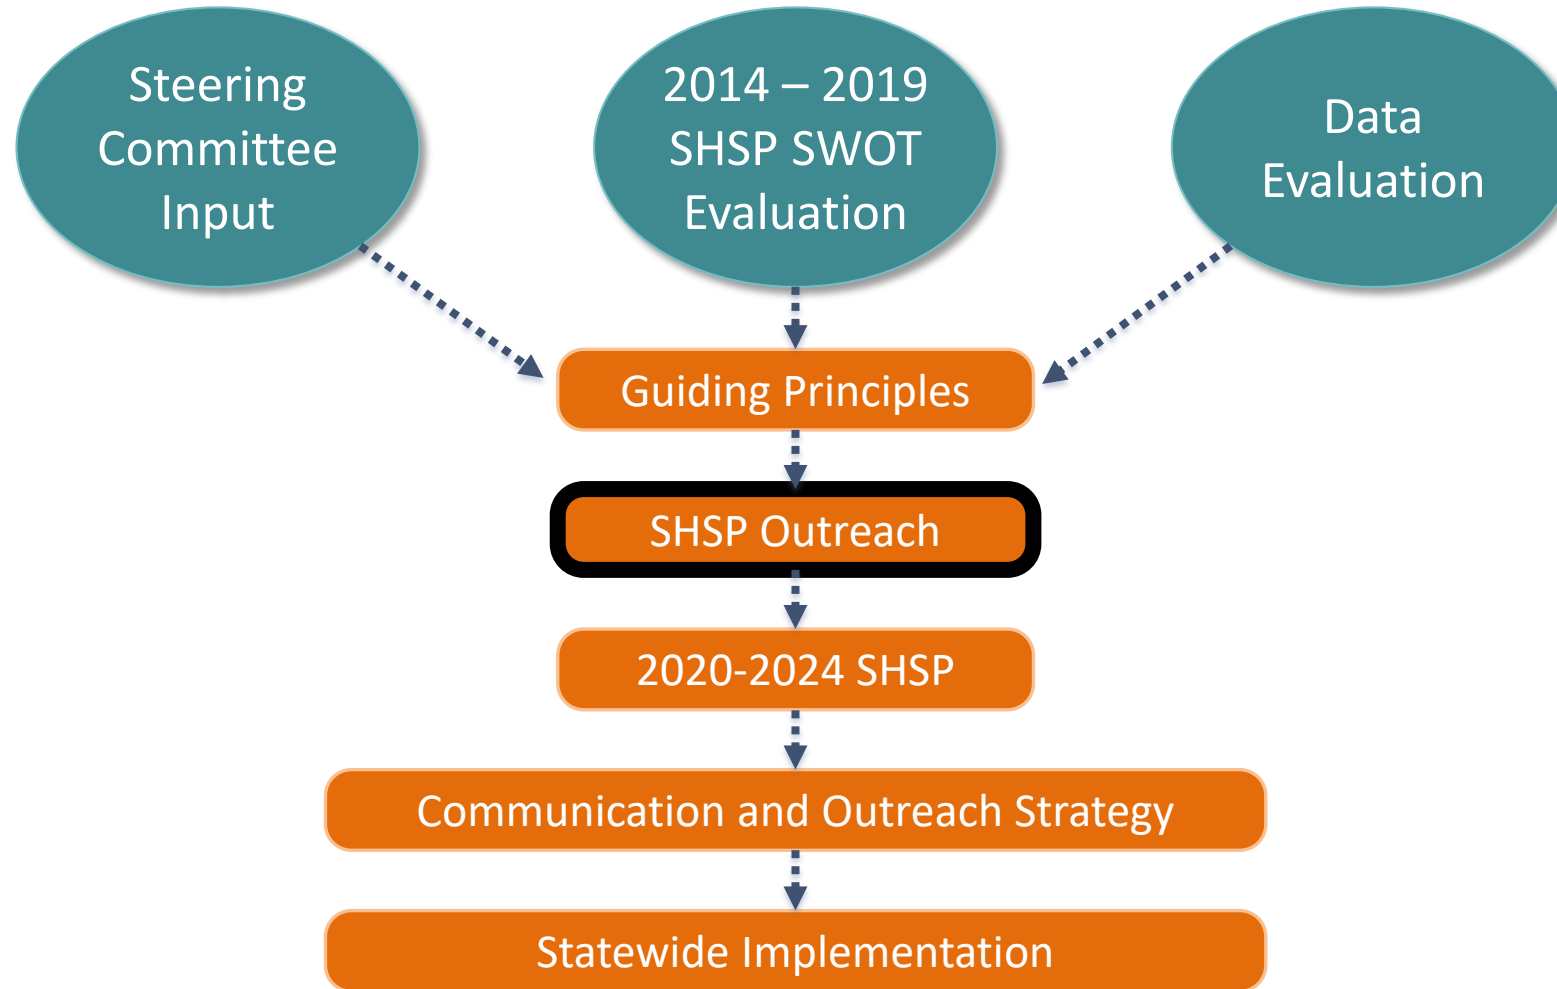 Steering
Committee
Input
2014 – 2019
SHSP SWOT
Evaluation
Data
Evaluation
Guiding Principles
SHSP Outreach
2020-2024 SHSP
Communication and Outreach Strategy
Statewide Implementation